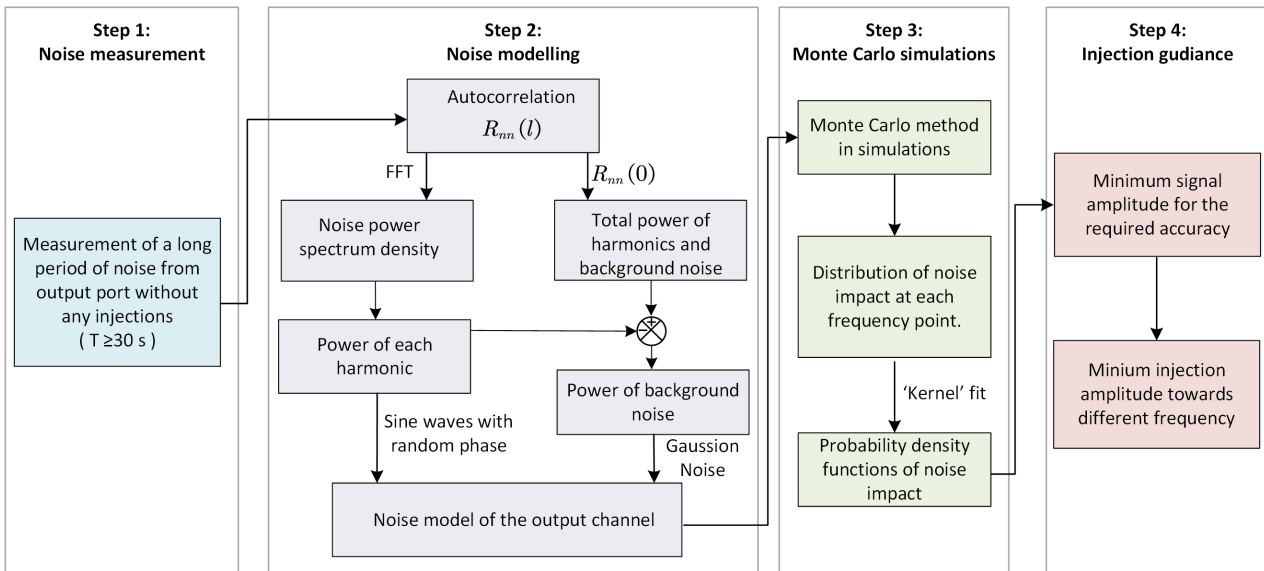 Step 1:
Noise measurement
Measurement of a long
period of noise from
output port without
any injections
( T ≥30 s )
Step 2:
Noise modelling
Autocorrelation
R_{nn}(l)
FFT
R_{nn}(0)
Noise power
spectrum density
Total power of
harmonics and
background noise
+
−
Power of each
harmonic
Power of background
noise
Sine waves with
random phase
Gaussion
Noise
Noise model of the output channel
Step 3:
Monte Carlo simulations
Monte Carlo method
in simulations
Distribution of noise
impact at each
frequency point.
‘Kernel’ fit
Probability density
functions of noise
impact
Step 4:
Injection gudiance
Minimum signal
amplitude for the
required accuracy
Minium injection
amplitude towards
different frequency